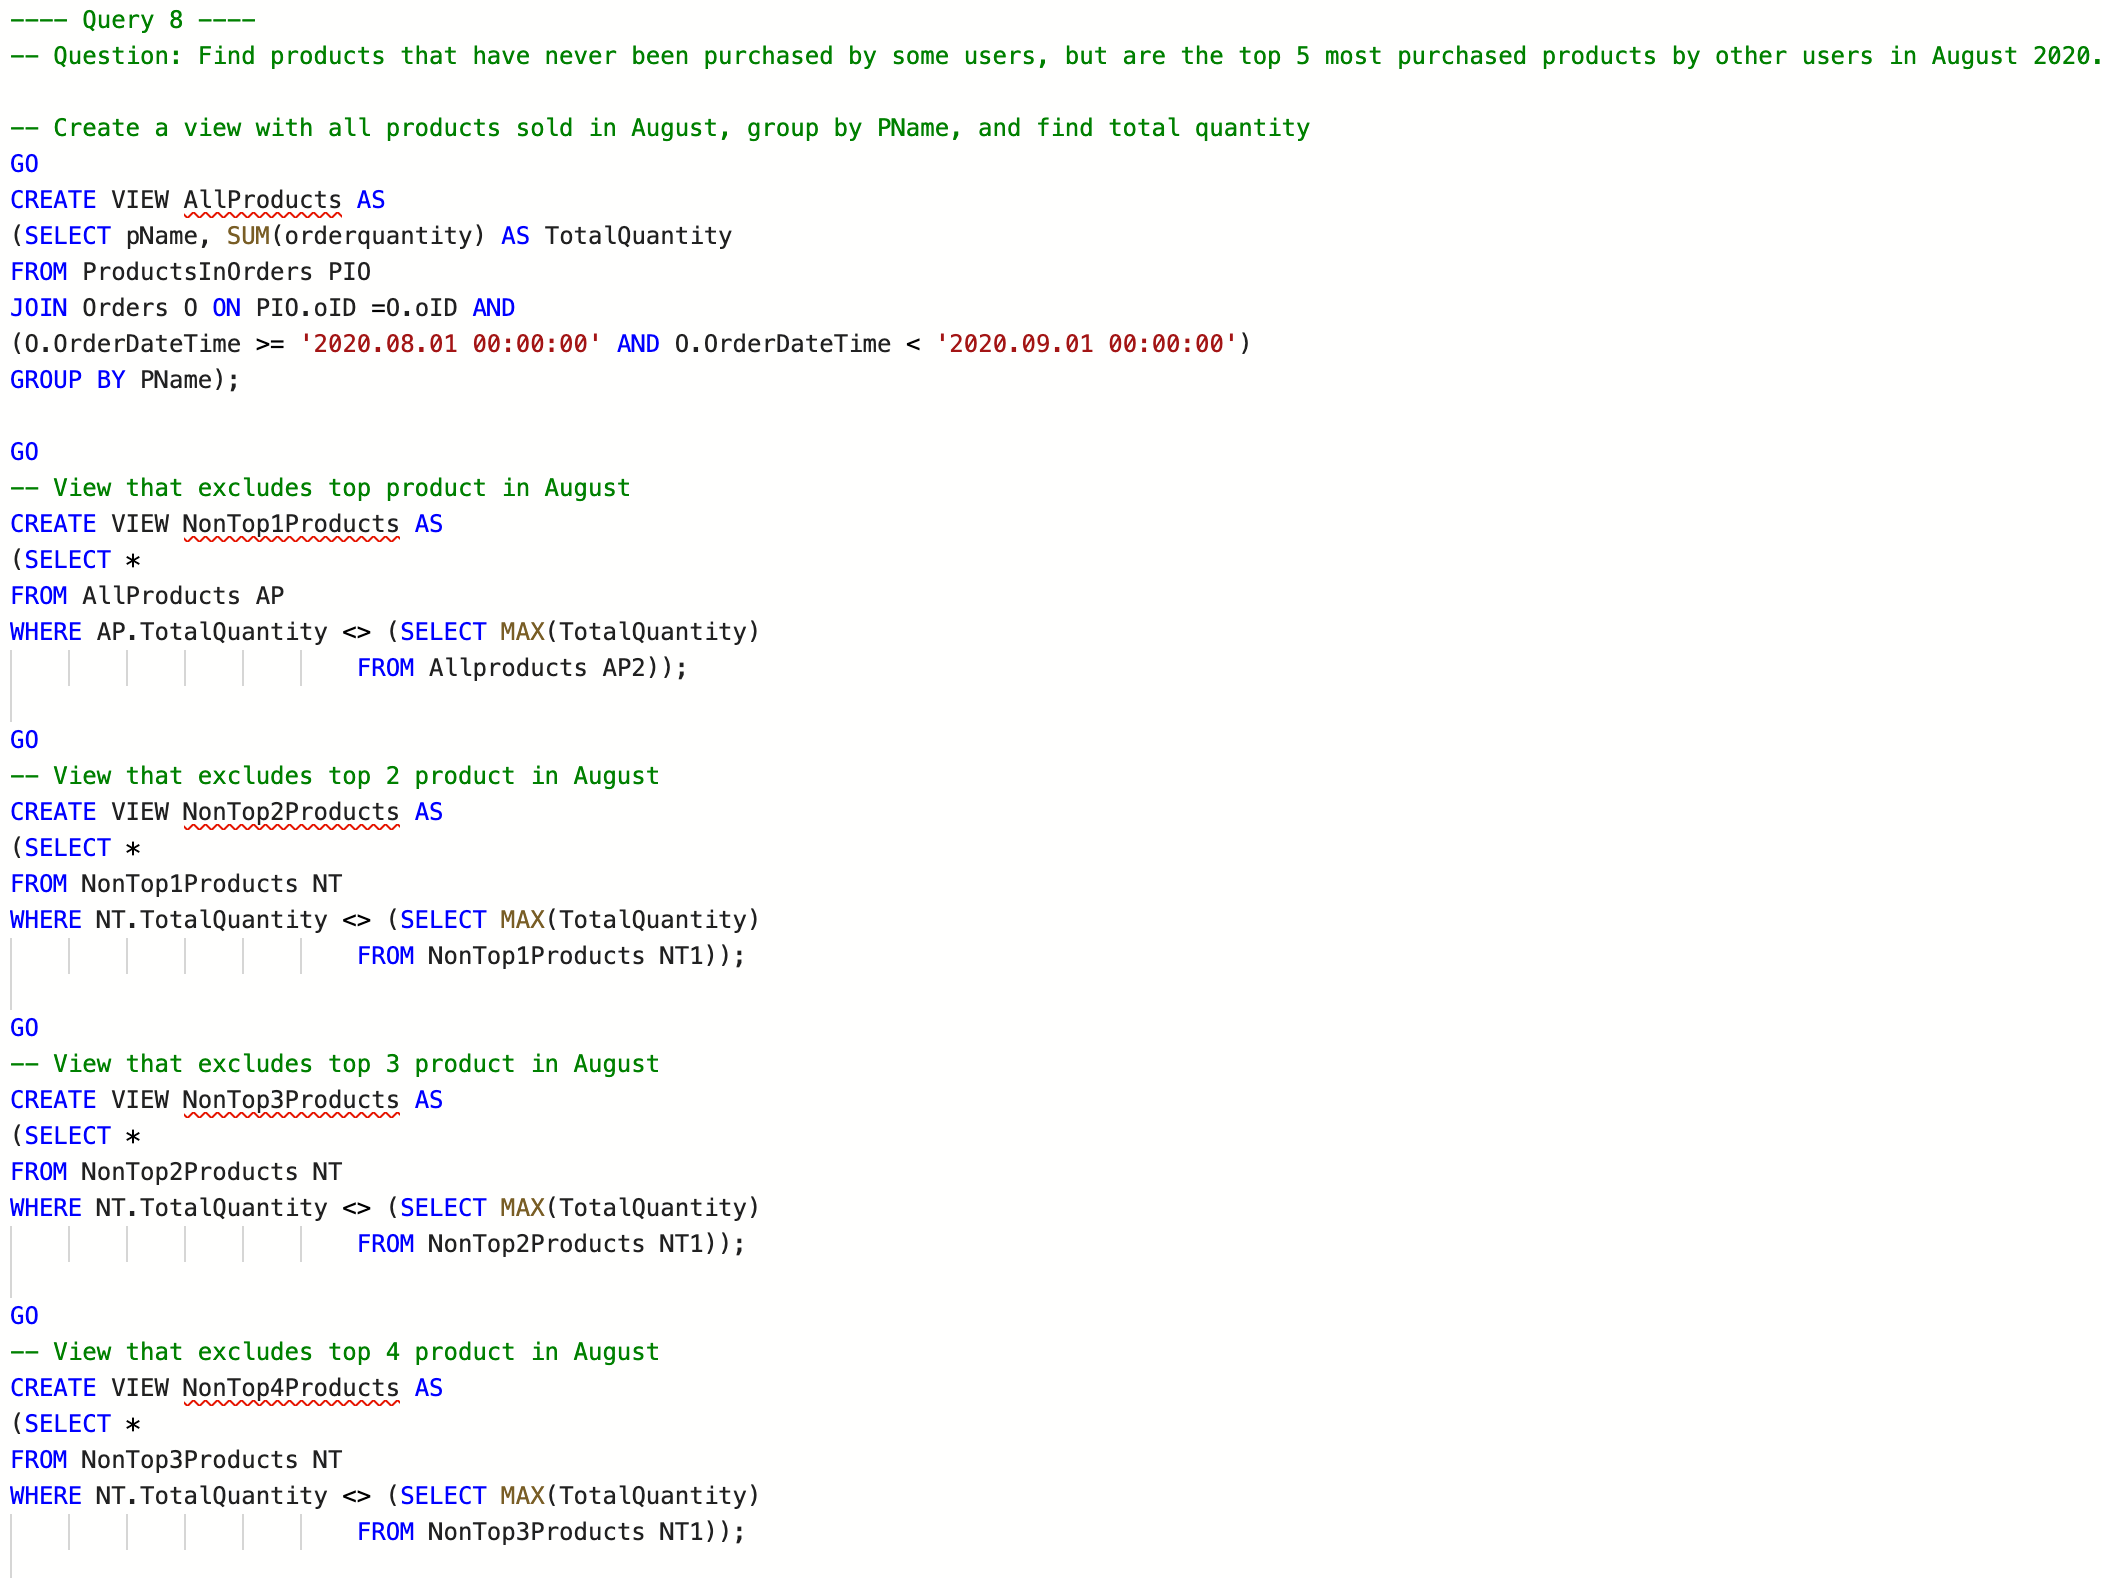 ---- Query 8 ----
-- Question: Find products that have never been purchased by some users, but are the top 5 most purchased products by other users in August 2020.
-- Create a view with all products sold in August, group by PName, and find total quantity
GO
CREATE VIEW AllProducts AS
(SELECT pName, SUM(orderquantity) AS TotalQuantity
FROM ProductsInOrders PIO
JOIN Orders O ON PIO.oID =O.oID AND
(O.OrderDateTime >= '2020.08.01 00:00:00' AND O.OrderDateTime < '2020.09.01 00:00:00')
GROUP BY PName);
GO
-- View that excludes top product in August
CREATE VIEW NonTop1Products AS
(SELECT *
FROM AllProducts AP
WHERE AP.TotalQuantity <> (SELECT MAX(TotalQuantity)
FROM Allproducts AP2));
GO
-- View that excludes top 2 product in August
CREATE VIEW NonTop2Products AS
(SELECT *
FROM NonTop1Products NT
WHERE NT.TotalQuantity <> (SELECT MAX(TotalQuantity)
FROM NonTop1Products NT1));
GO
-- View that excludes top 3 product in August
CREATE VIEW NonTop3Products AS
(SELECT *
FROM NonTop2Products NT
WHERE NT.TotalQuantity <> (SELECT MAX(TotalQuantity)
FROM NonTop2Products NT1));
GO
-- View that excludes top 4 product in August
CREATE VIEW NonTop4Products AS
(SELECT *
FROM NonTop3Products NT
WHERE NT.TotalQuantity <> (SELECT MAX(TotalQuantity)
FROM NonTop3Products NT1));